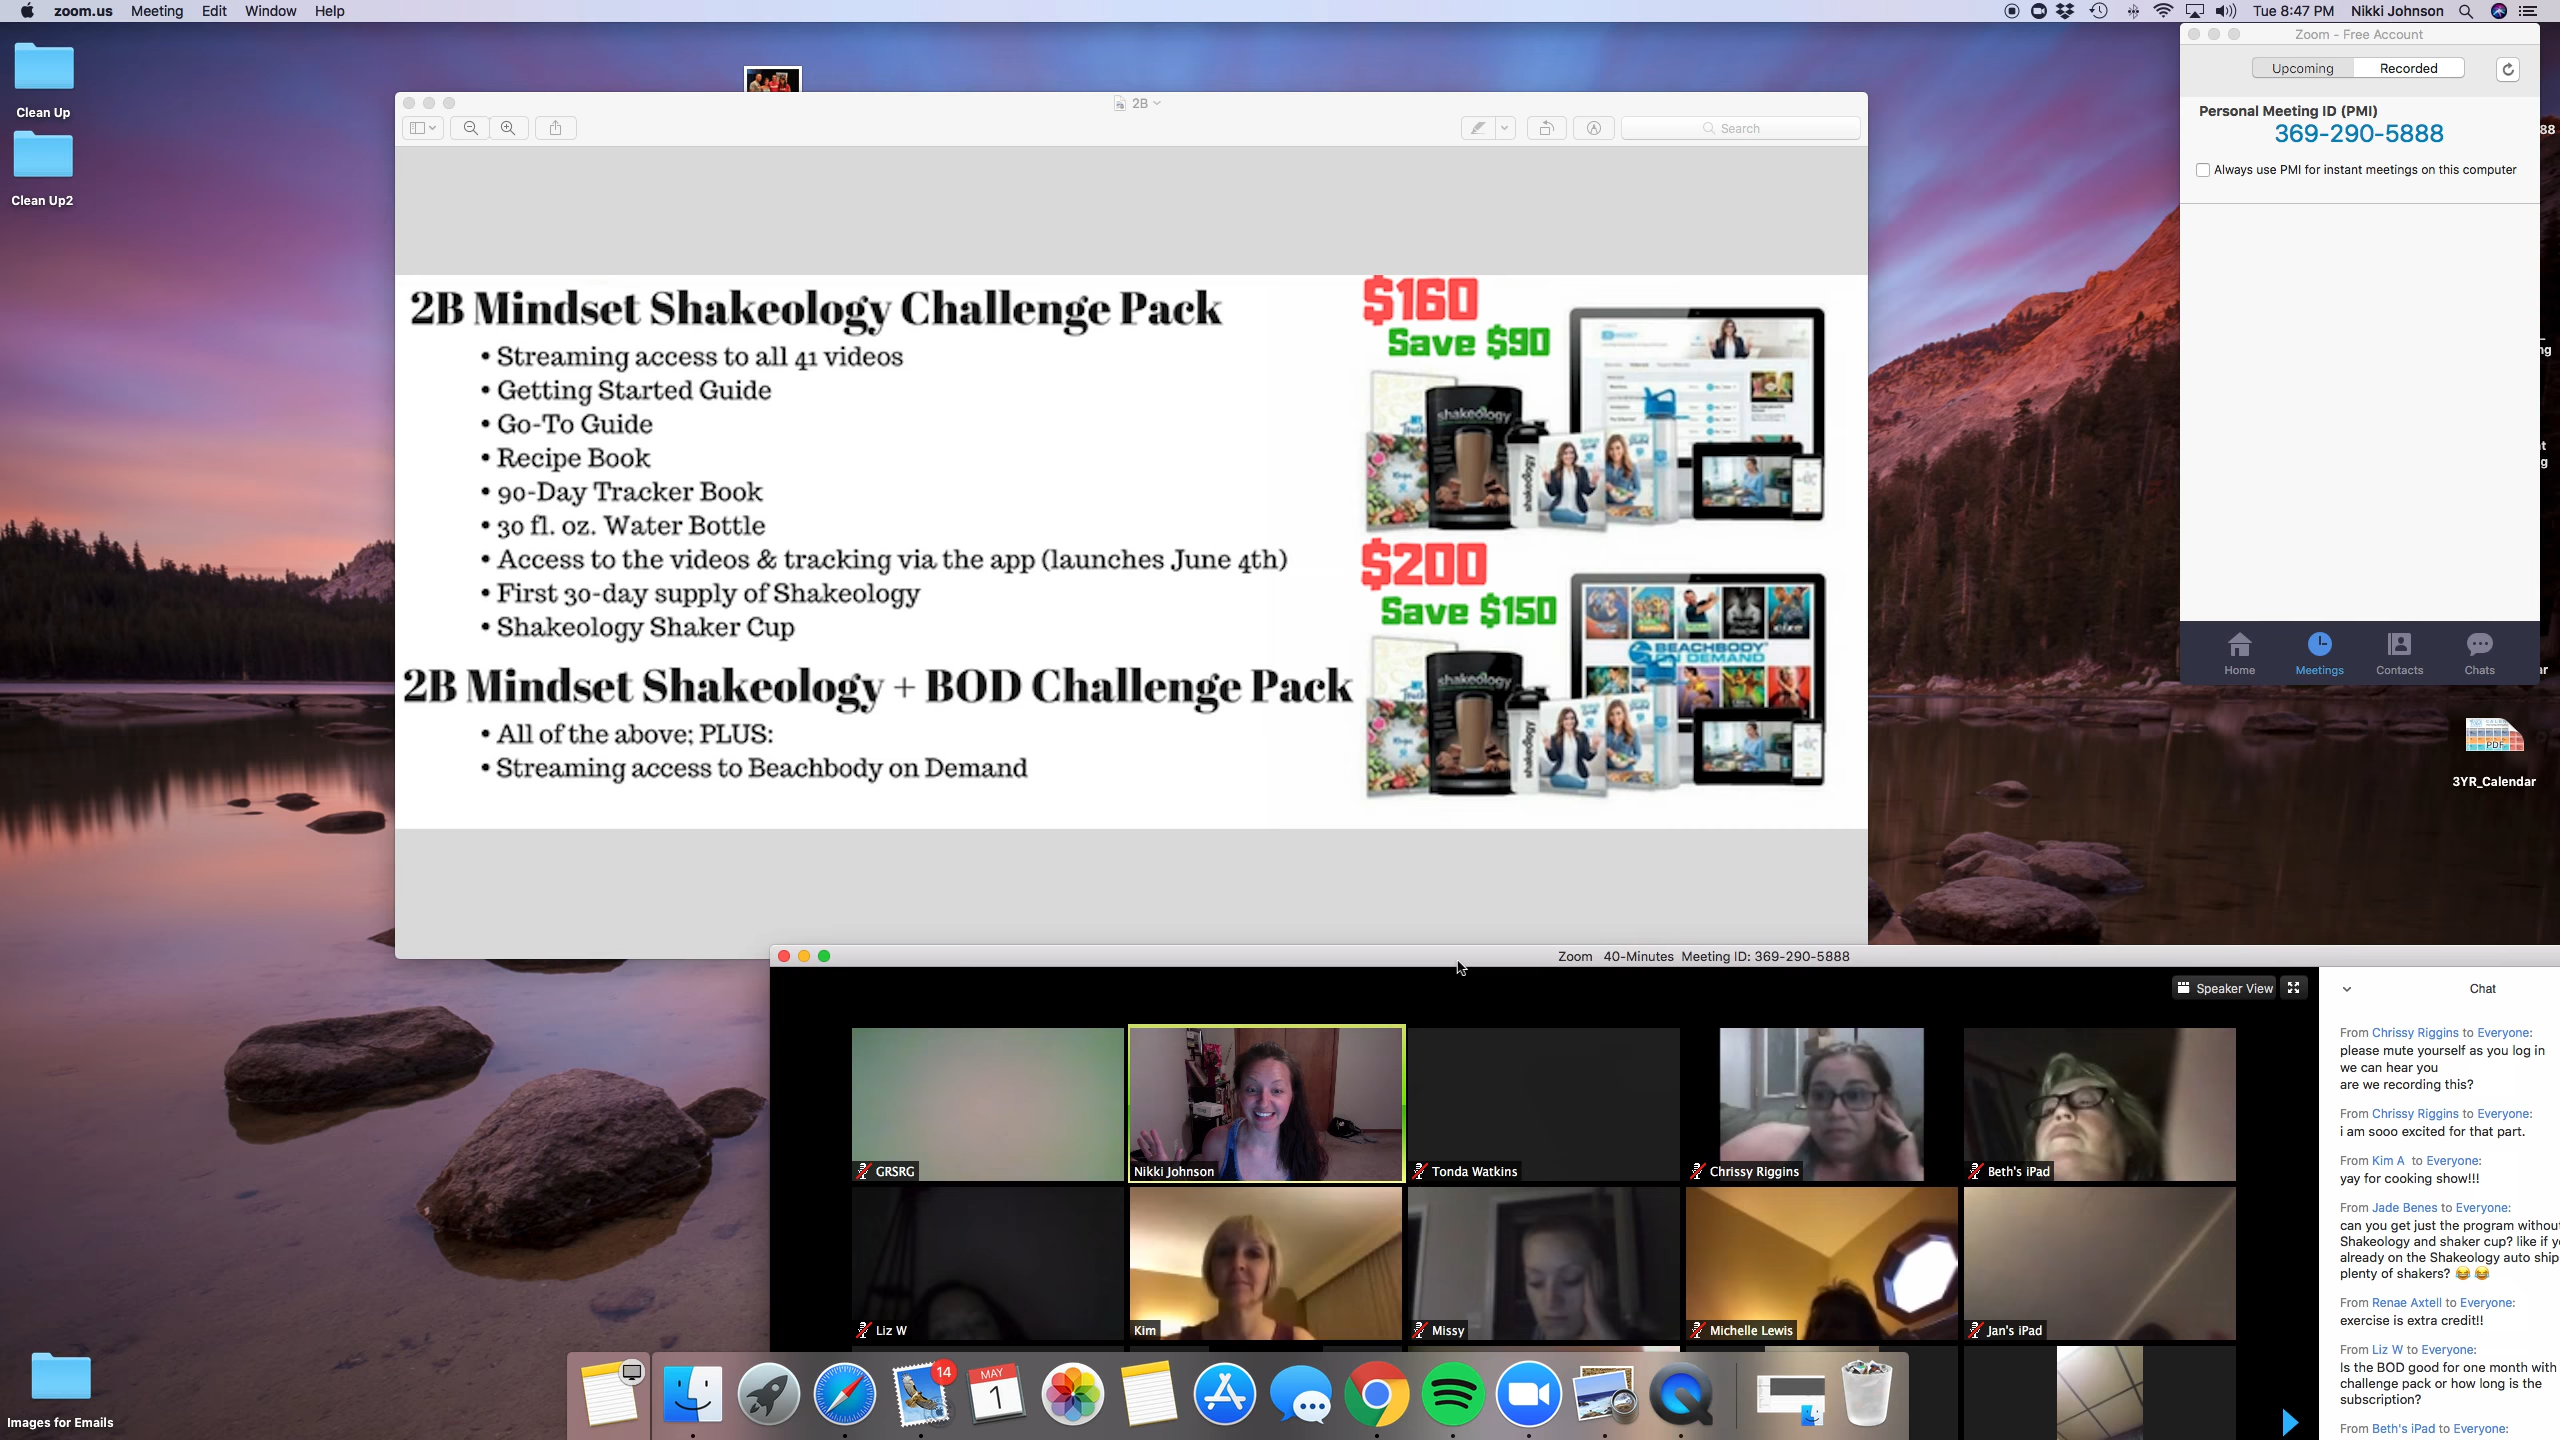 zoom.us Meeting Edit Window Help
Tue 8:47 PM Nikki Johnson
Clean Up
Clean Up2
Images for Emails
2B
Search
2B Mindset Shakeology Challenge Pack
• Streaming access to all 41 videos
• Getting Started Guide
• Go-To Guide
• Recipe Book
• 90-Day Tracker Book
• 30 fl. oz. Water Bottle
• Access to the videos & tracking via the app (launches June 4th)
• First 30-day supply of Shakeology
• Shakeology Shaker Cup
2B Mindset Shakeology + BOD Challenge Pack
• All of the above; PLUS:
• Streaming access to Beachbody on Demand
$160
Save $90
shakeology
shakeology
$200
Save $150
BEACHBODY
ON DEMAND
shakeology
shakeology
Zoom - Free Account
Upcoming Recorded
Personal Meeting ID (PMI)
369-290-5888
Always use PMI for instant meetings on this computer
Home Meetings Contacts Chats
88
ng
t
g
ar
PDF
3YR_Calendar
Zoom 40-Minutes Meeting ID: 369-290-5888
Speaker View
GRSRG
Nikki Johnson
Tonda Watkins
Chrissy Riggins
Beth's iPad
Liz W
Kim
Missy
Michelle Lewis
Jan's iPad
Chat
From Chrissy Riggins to Everyone:
please mute yourself as you log in
we can hear you
are we recording this?
From Chrissy Riggins to Everyone:
i am sooo excited for that part.
From Kim A to Everyone:
yay for cooking show!!!
From Jade Benes to Everyone:
can you get just the program withou
Shakeology and shaker cup? like if y
already on the Shakeology auto ship
plenty of shakers? 😂 😂
From Renae Axtell to Everyone:
exercise is extra credit!!
From Liz W to Everyone:
Is the BOD good for one month with
challenge pack or how long is the
subscription?
From Beth's iPad to Everyone:
14
MAY
1